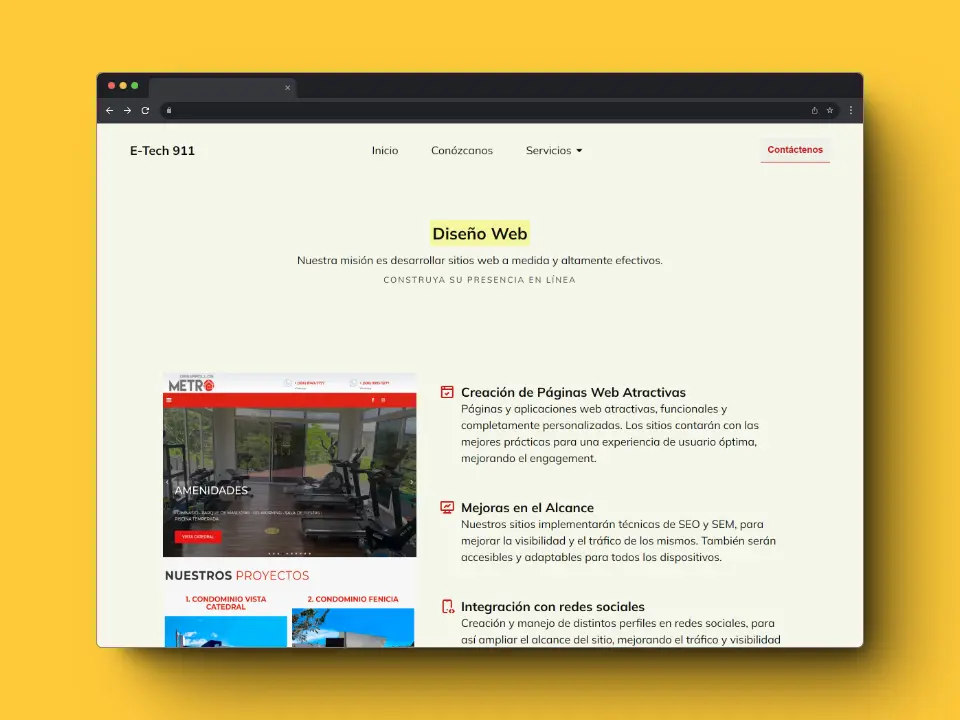 E-Tech 911
Inicio
Conózcanos
Servicios
Contáctenos
Diseño Web
Nuestra misión es desarrollar sitios web a medida y altamente efectivos.
CONSTRUYA SU PRESENCIA EN LÍNEA
METRO
AMENIDADES
PISCINA TEMPERADA
VISTA CATEDRAL
NUESTROS PROYECTOS
1. CONDOMINIO VISTA
CATEDRAL
2. CONDOMINIO FENICIA
Creación de Páginas Web Atractivas
Páginas y aplicaciones web atractivas, funcionales y
completamente personalizadas. Los sitios contarán con las
mejores prácticas para una experiencia de usuario óptima,
mejorando el engagement.
Mejoras en el Alcance
Nuestros sitios implementarán técnicas de SEO y SEM, para
mejorar la visibilidad y el tráfico de los mismos. También serán
accesibles y adaptables para todos los dispositivos.
Integración con redes sociales
Creación y manejo de distintos perfiles en redes sociales, para
así ampliar el alcance del sitio, mejorando el tráfico y visibilidad